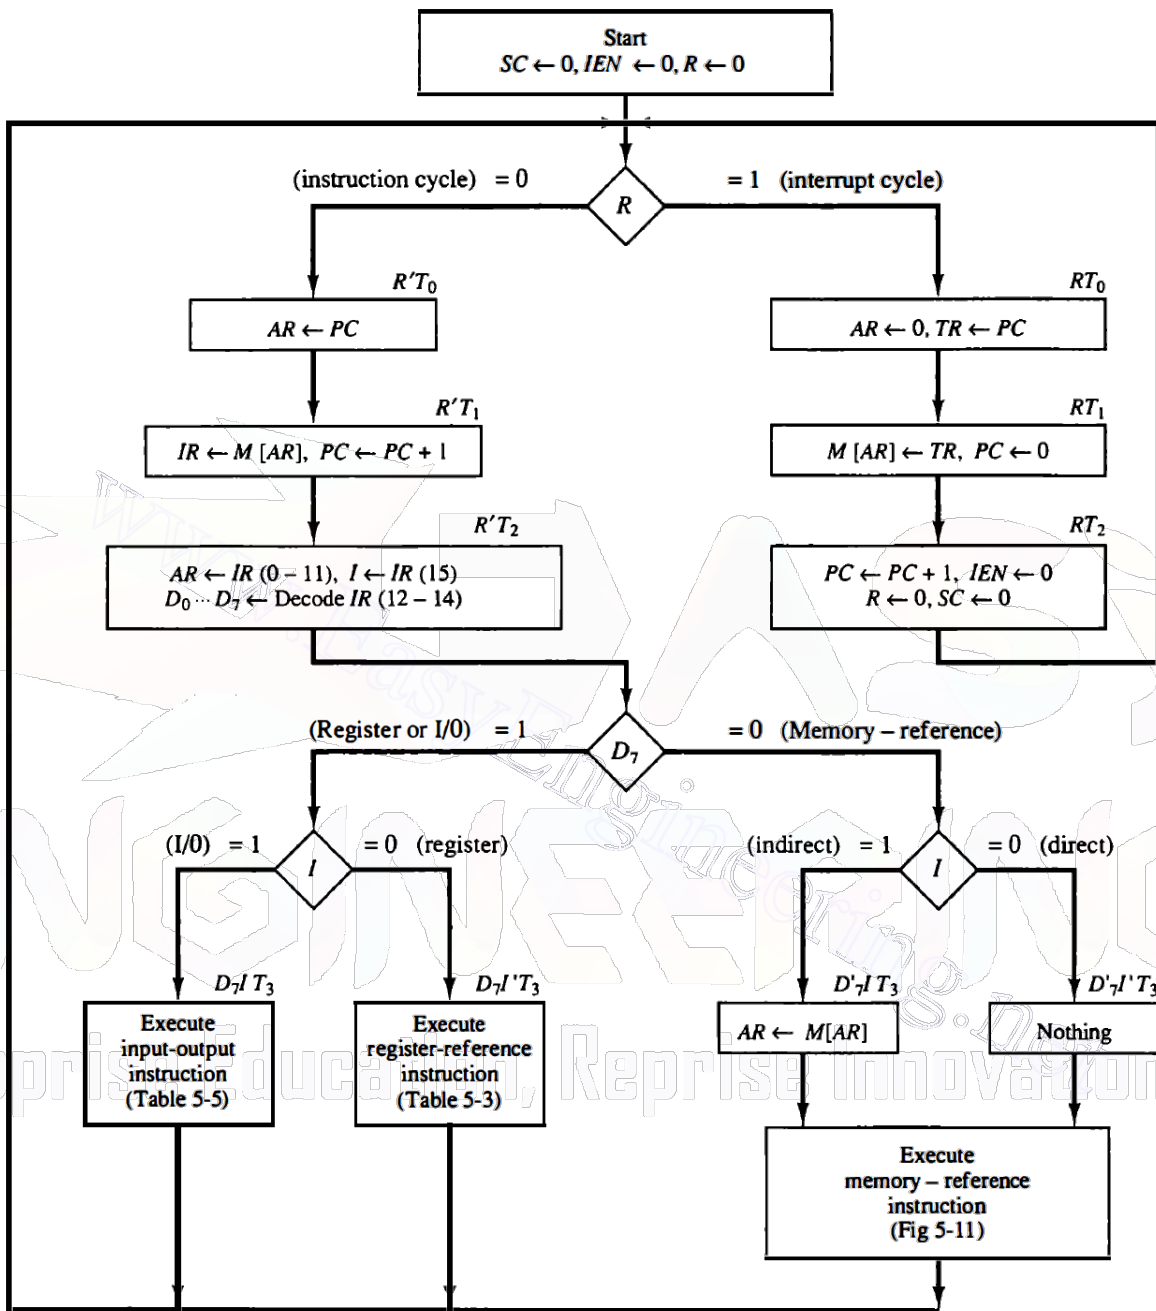 Start
SC ← 0, IEN ← 0, R ← 0
(instruction cycle) = 0
= 1 (interrupt cycle)
R
R'T₀
RT₀
AR ← PC
AR ← 0, TR ← PC
R'T₁
RT₁
IR ← M [AR], PC ← PC + 1
M [AR] ← TR, PC ← 0
R'T₂
RT₂
AR ← IR (0 – 11), I ← IR (15)
D₀ ⋯ D₇ ← Decode IR (12 – 14)
PC ← PC + 1, IEN ← 0
R ← 0, SC ← 0
(Register or I/0) = 1
= 0 (Memory – reference)
D₇
(I/0) = 1
= 0 (register)
I
(indirect) = 1
= 0 (direct)
I
D₇I T₃
D₇I'T₃
D'₇I T₃
D'₇I'T₃
Execute
input-output
instruction
(Table 5-5)
Execute
register-reference
instruction
(Table 5-3)
AR ← M[AR]
Nothing
Execute
memory – reference
instruction
(Fig 5-11)
www.EasyEngineering.n